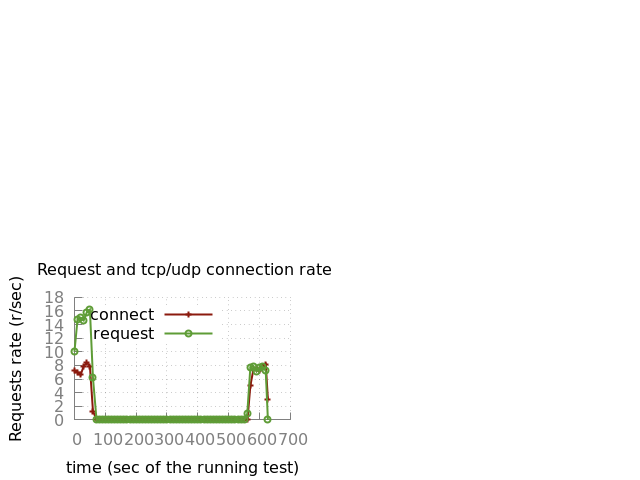 Request and tcp/udp connection rate
Requests rate (r/sec)
18
16
14
12
10
8
6
4
2
0
connect
request
0 100 200 300 400 500 600 700
time (sec of the running test)